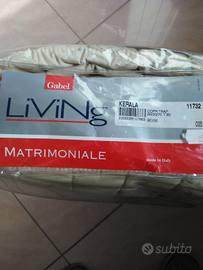 Gabel
LiViNg
KERALA
11732
MATRIMONIALE
Made in Italy
subito